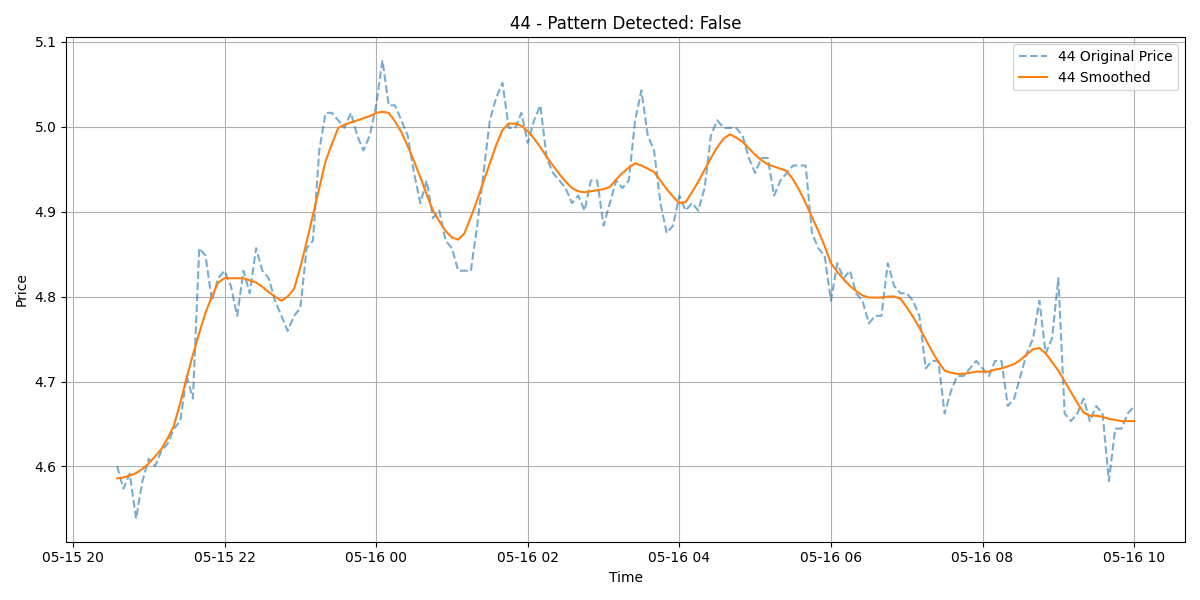 44 - Pattern Detected: False
44 Original Price
44 Smoothed
Price
5.1
5.0
4.9
4.8
4.7
4.6
05-15 20 05-15 22 05-16 00 05-16 02 05-16 04 05-16 06 05-16 08 05-16 10
Time